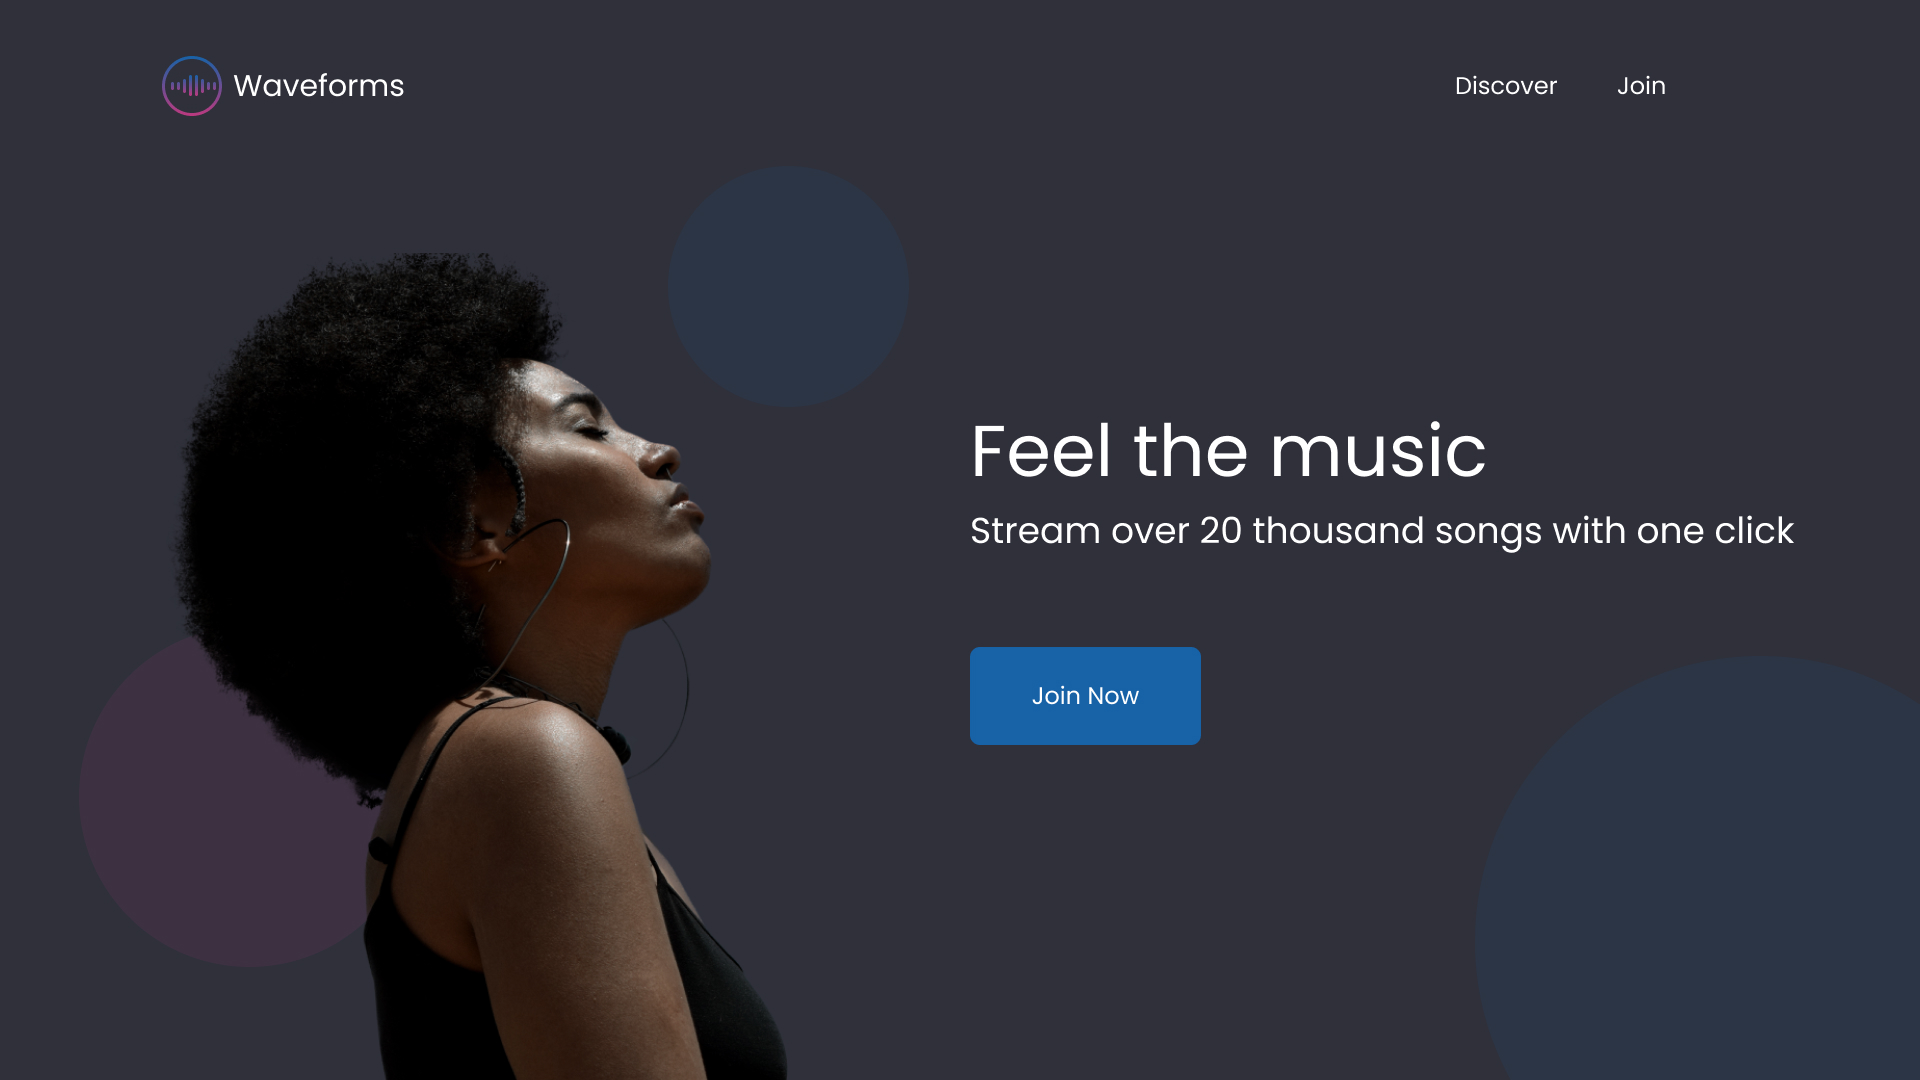 Waveforms
Discover
Join
Feel the music
Stream over 20 thousand songs with one click
Join Now